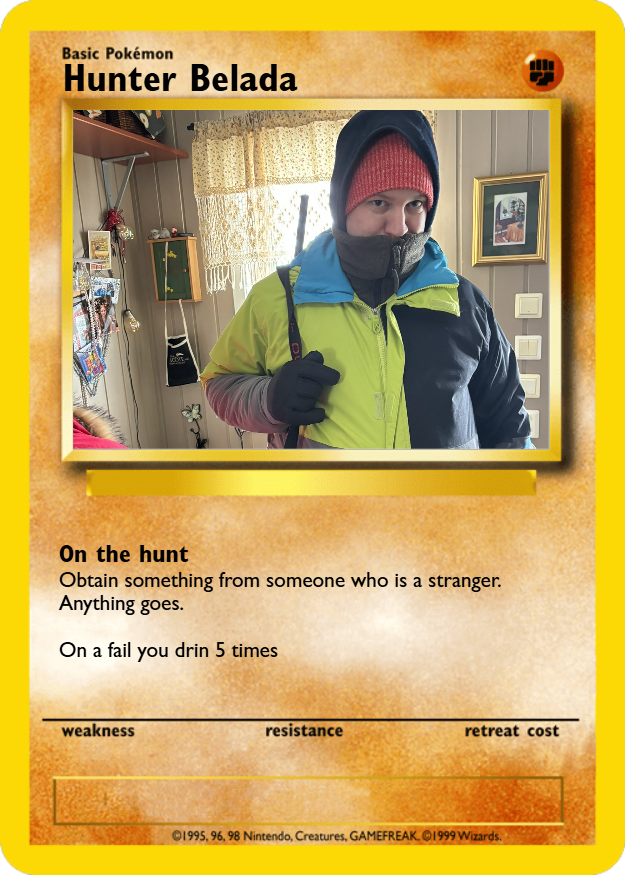 Basic Pokémon
Hunter Belada
On the hunt
Obtain something from someone who is a stranger.
Anything goes.
On a fail you drin 5 times
weakness resistance retreat cost
©1995, 96, 98 Nintendo, Creatures, GAMEFREAK. ©1999 Wizards.